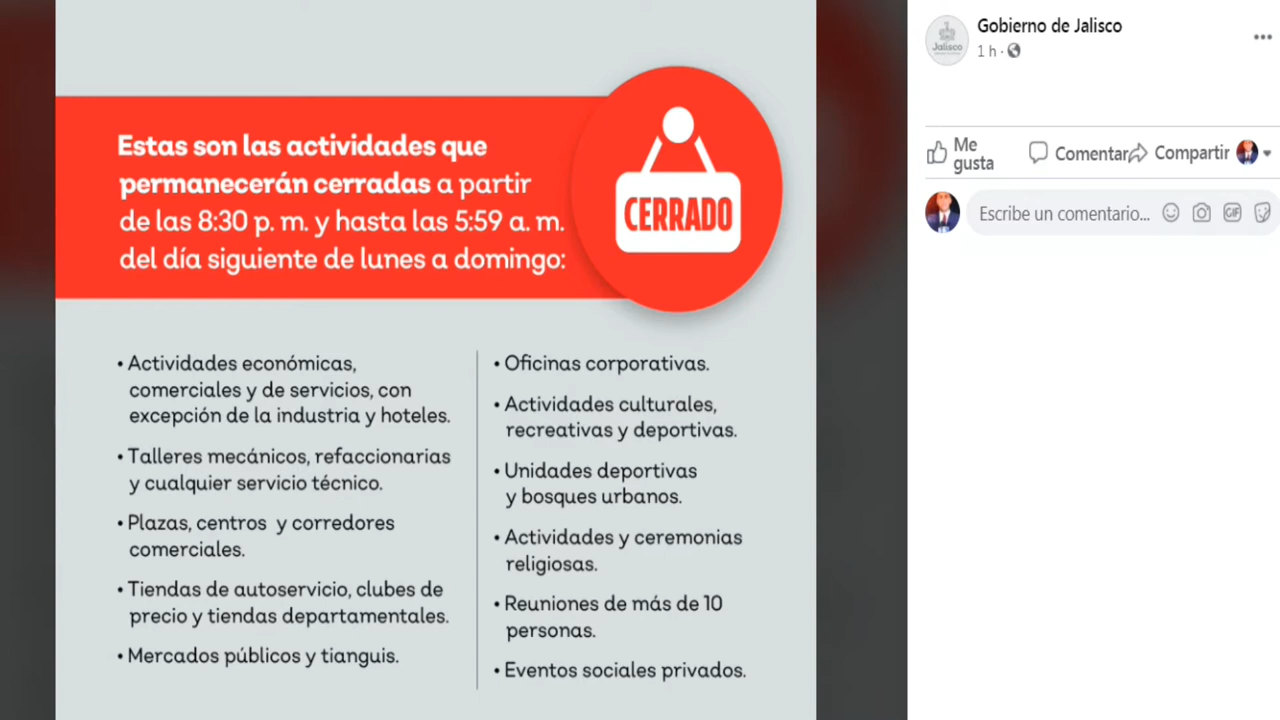 Estas son las actividades que
permanecerán cerradas a partir
de las 8:30 p. m. y hasta las 5:59 a. m.
del día siguiente de lunes a domingo:
CERRADO
• Actividades económicas,
comerciales y de servicios, con
excepción de la industria y hoteles.
• Talleres mecánicos, refaccionarias
y cualquier servicio técnico.
• Plazas, centros y corredores
comerciales.
• Tiendas de autoservicio, clubes de
precio y tiendas departamentales.
• Mercados públicos y tianguis.
• Oficinas corporativas.
• Actividades culturales,
recreativas y deportivas.
• Unidades deportivas
y bosques urbanos.
• Actividades y ceremonias
religiosas.
• Reuniones de más de 10
personas.
• Eventos sociales privados.
Jalisco
Gobierno de Jalisco
1 h ·
Me
gusta
Comentar
Compartir
Escribe un comentario...
GIF